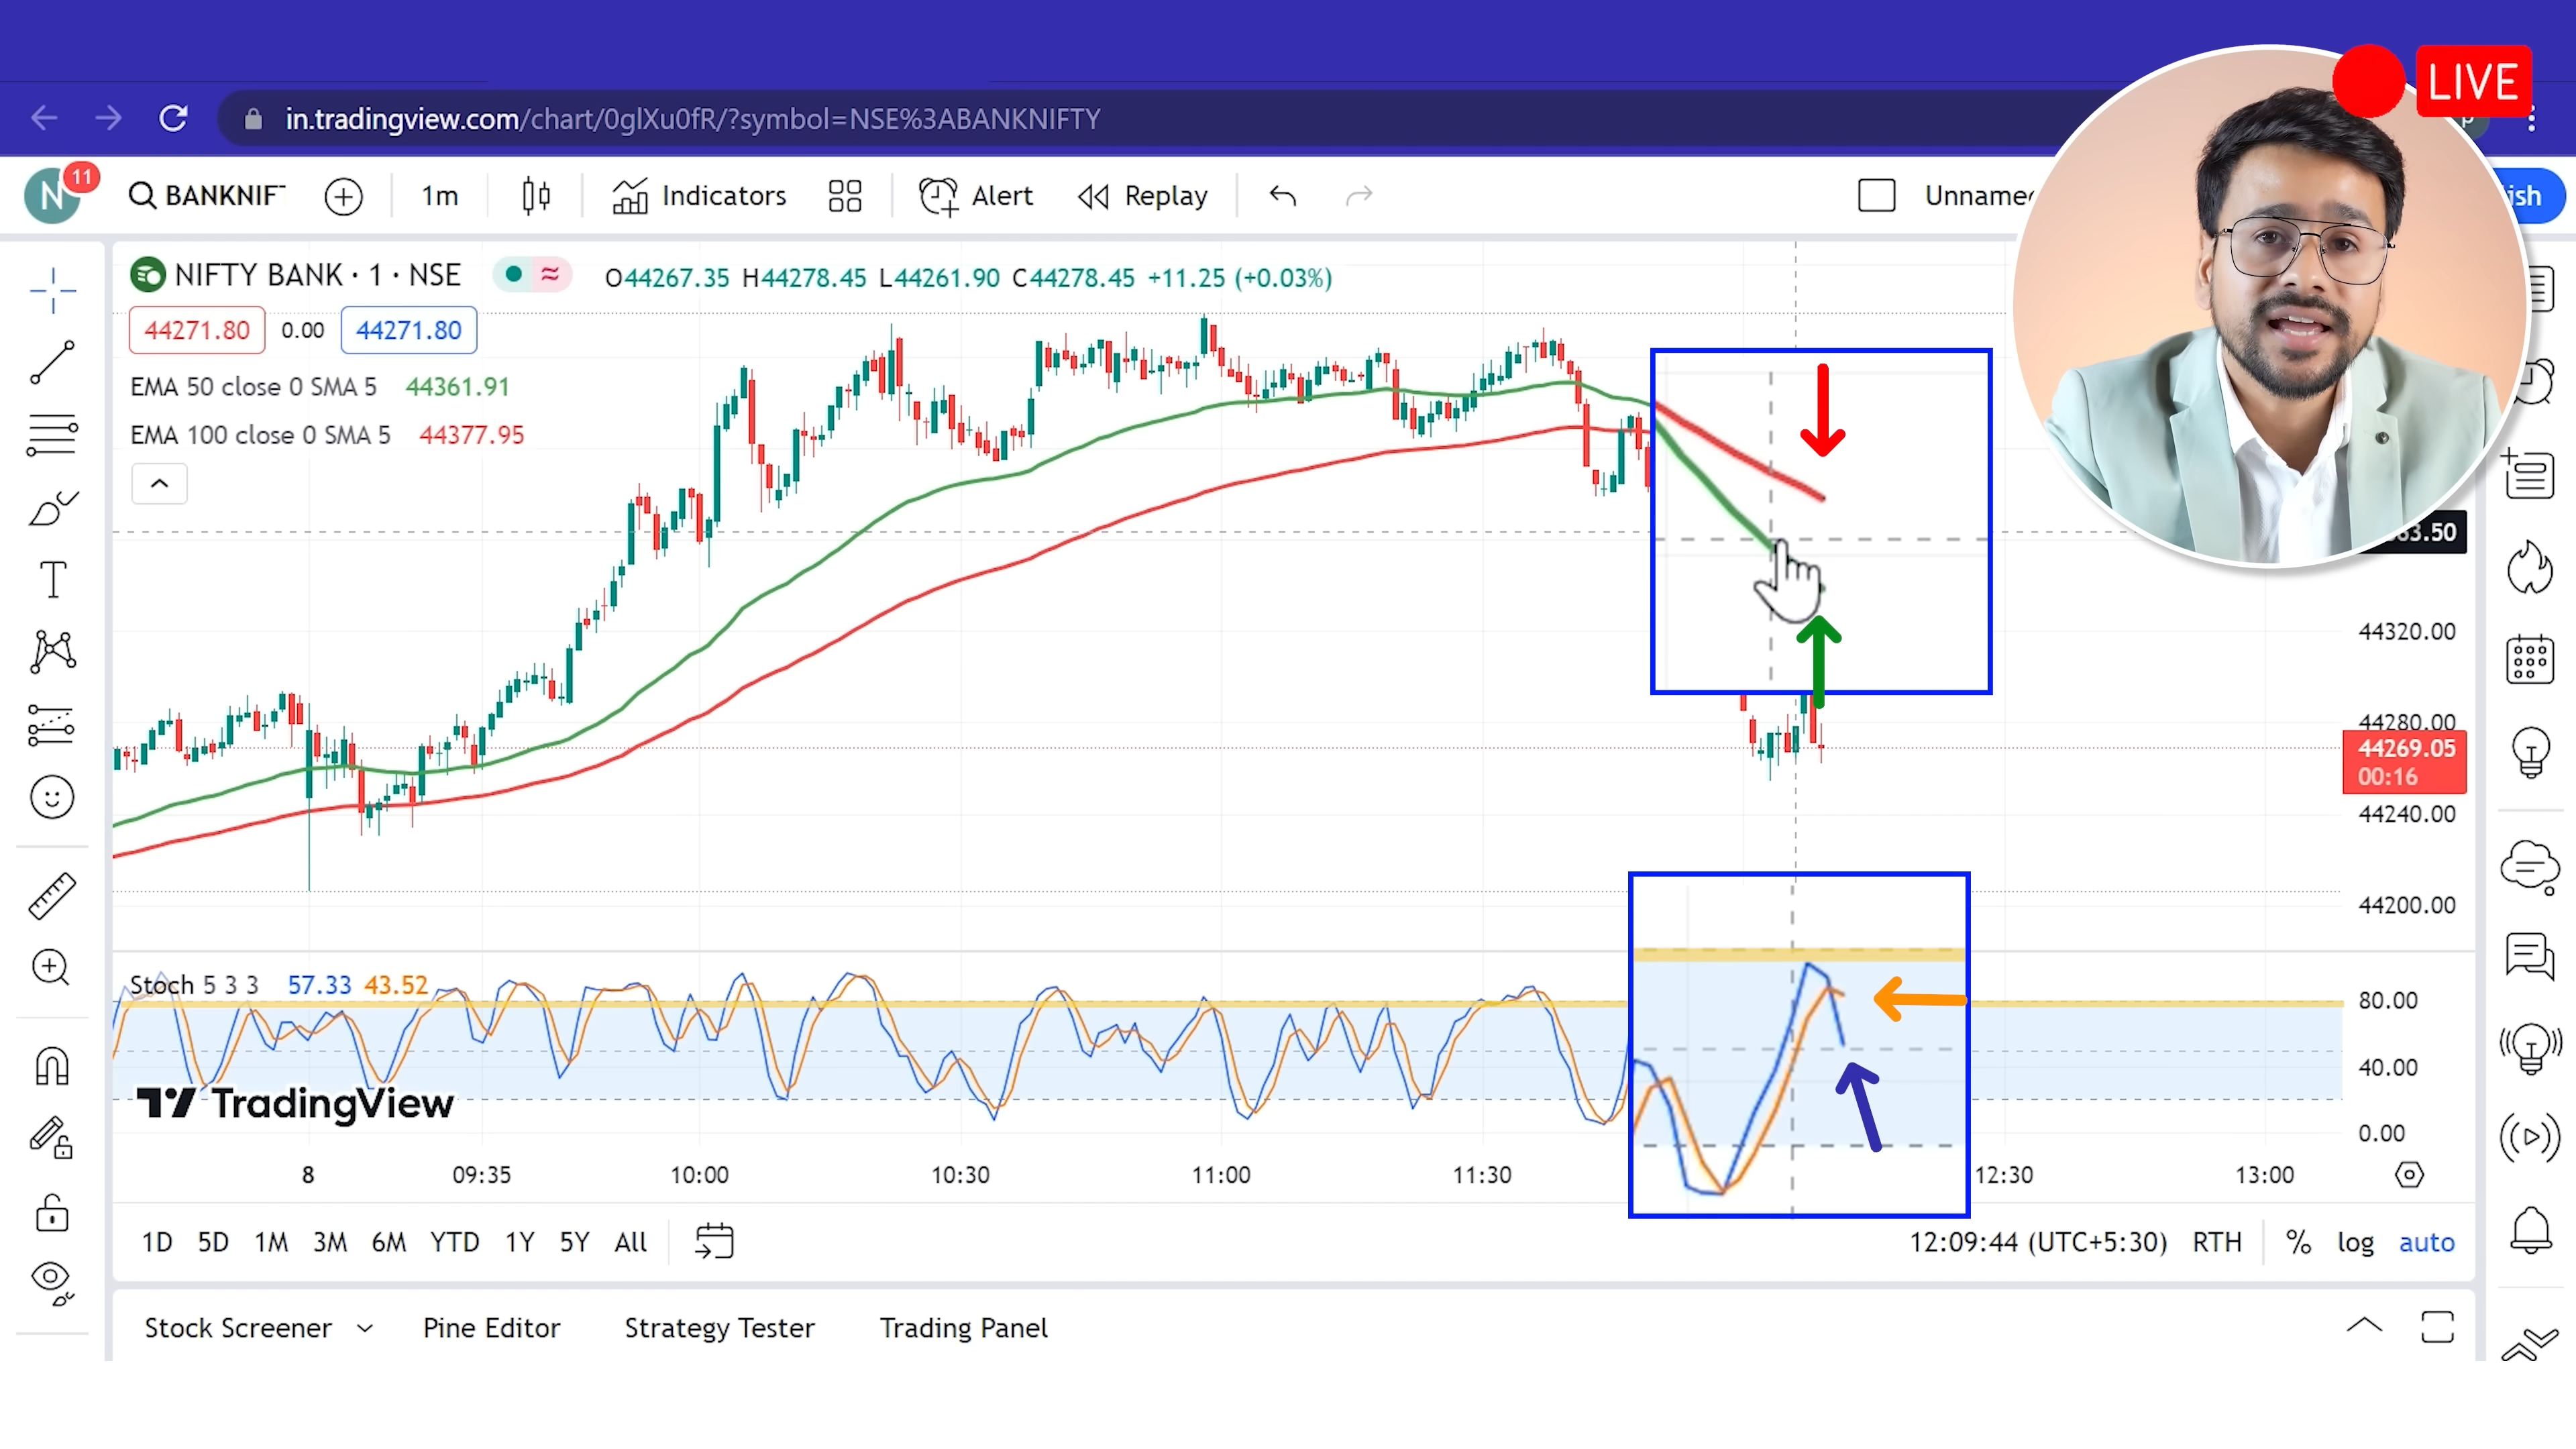 LIVE
in.tradingview.com/chart/0glXu0fR/?symbol=NSE%3ABANKNIFTY
N 11 BANKNIF 1m Indicators Alert Replay Unname ish
NIFTY BANK · 1 · NSE O44267.35 H44278.45 L44261.90 C44278.45 +11.25 (+0.03%)
44271.80 0.00 44271.80
EMA 50 close 0 SMA 5 44361.91
EMA 100 close 0 SMA 5 44377.95
63.50
44320.00
44280.00
44269.05
00:16
44240.00
44200.00
Stoch 5 3 3 57.33 43.52
80.00
40.00
TradingView
0.00
8 09:35 10:00 10:30 11:00 11:30 12:30 13:00
1D 5D 1M 3M 6M YTD 1Y 5Y All 12:09:44 (UTC+5:30) RTH % log auto
Stock Screener Pine Editor Strategy Tester Trading Panel